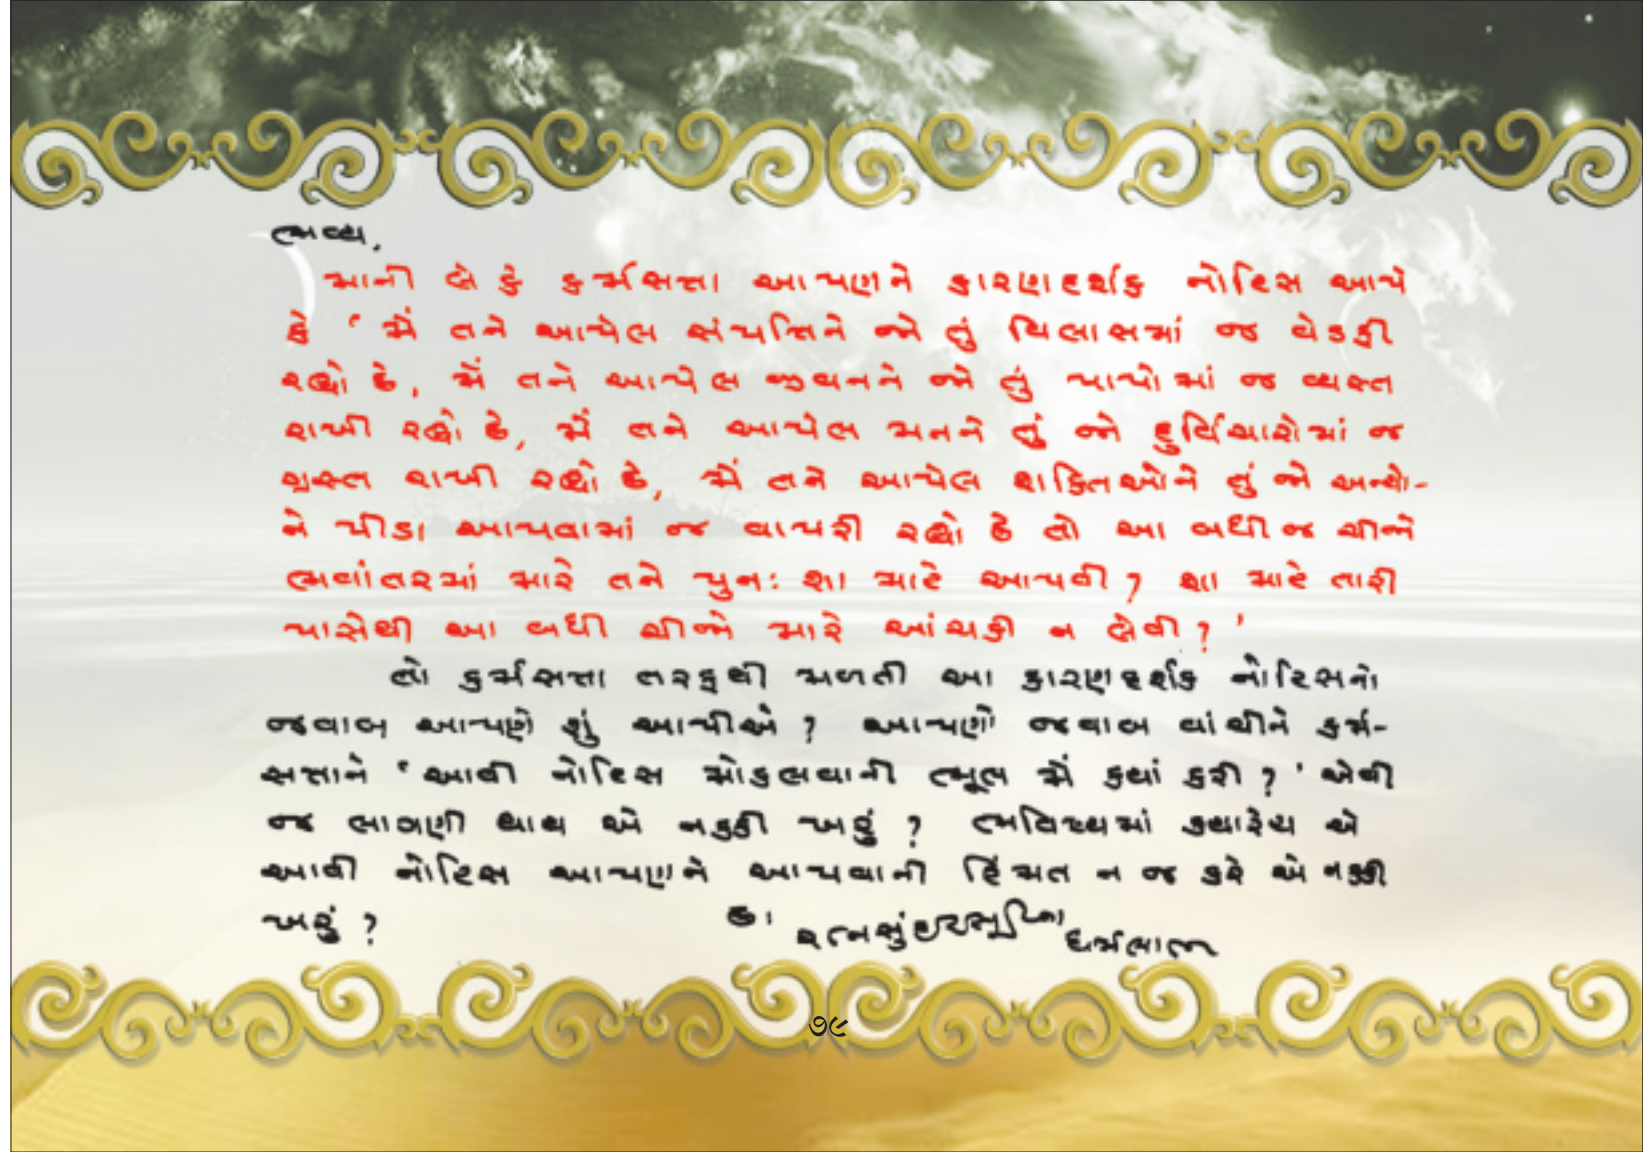 ભવ્ય,
માની લે કે કર્મસત્તા આપણને કારણદર્શક નોટિસ આપે
કે 'મેં તને આપેલ સંપત્તિને જો તું વિલાસમાં જ વેડફી
રહ્યો છે, મેં તને આપેલ જીવનને જો તું પાપોમાં જ વ્યસ્ત
રાખી રહ્યો છે, મેં તને આપેલ મનને તું જો દુર્વિચારોમાં જ
ગ્રસ્ત રાખી રહ્યો છે, મેં તને આપેલ શક્તિઓને તું જો અન્યો-
ને પીડા આપવામાં જ વાપરી રહ્યો છે તો આ બધી જ ચીજો
ભવાંતરમાં મારે તને પુનઃ શા માટે આપવી ? શા માટે તારી
પાસેથી આ બધી ચીજો મારે આંચકી ન લેવી ? '
તો કર્મસત્તા તરફથી મળતી આ કારણદર્શક નોટિસનો
જવાબ આપણે શું આપીએ ? આપણો જવાબ વાંચીને કર્મ-
સત્તાને 'આવી નોટિસ મોકલવાની ભૂલ મેં ક્યાં કરી ? ' એવી
જ લાગણી થાય એ નક્કી ખરું ? ભવિષ્યમાં ક્યારેય એ
આવી નોટિસ આપણને આપવાની હિંમત ન જ કરે એ નક્કી
ખરું ? દ. રત્નસુંદરસૂરિના ધર્મલાભ
૭૯